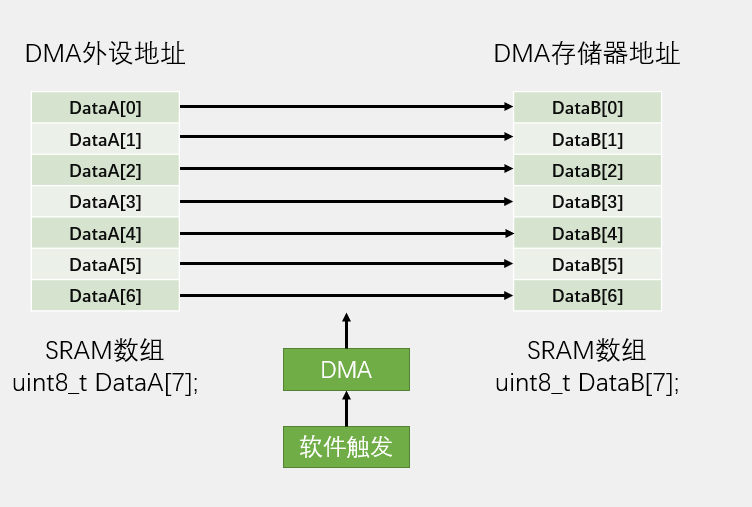 DMA外设地址
DMA存储器地址
DataA[0]
DataB[0]
DataA[1]
DataB[1]
DataA[2]
DataB[2]
DataA[3]
DataB[3]
DataA[4]
DataB[4]
DataA[5]
DataB[5]
DataA[6]
DataB[6]
SRAM数组
uint8_t DataA[7];
SRAM数组
uint8_t DataB[7];
DMA
软件触发